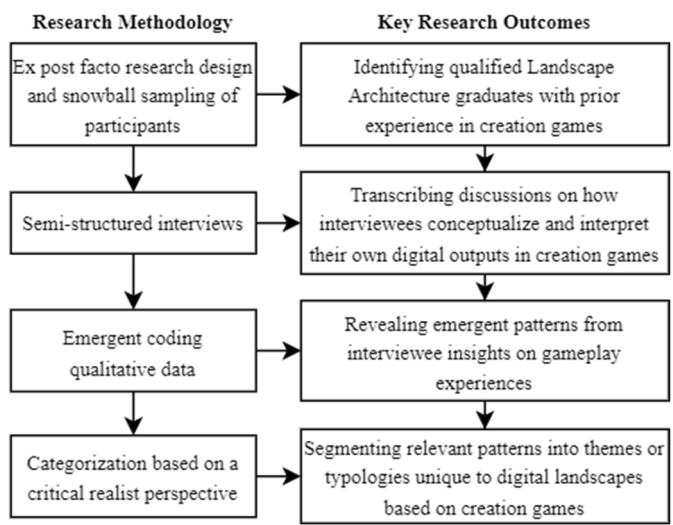 Research Methodology
Key Research Outcomes
Ex post facto research design
and snowball sampling of
participants
Identifying qualified Landscape
Architecture graduates with prior
experience in creation games
Semi-structured interviews
Transcribing discussions on how
interviewees conceptualize and interpret
their own digital outputs in creation games
Emergent coding
qualitative data
Revealing emergent patterns from
interviewee insights on gameplay
experiences
Categorization based on a
critical realist perspective
Segmenting relevant patterns into themes or
typologies unique to digital landscapes
based on creation games